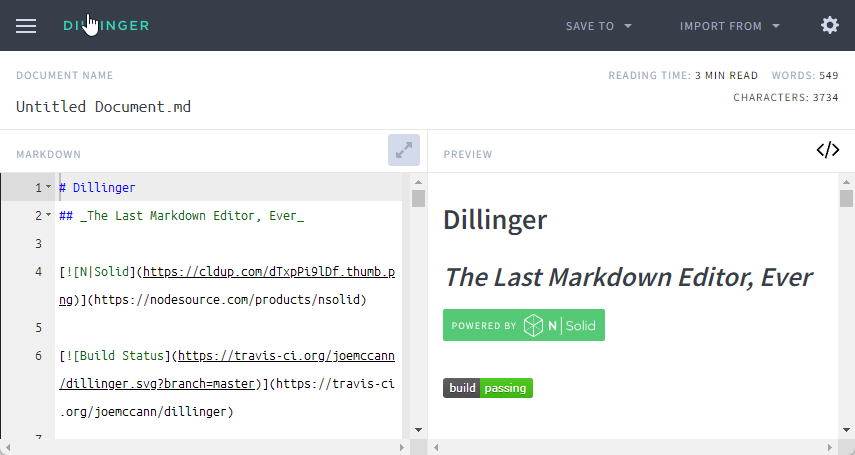 DILLINGER
SAVE TO
IMPORT FROM
DOCUMENT NAME
READING TIME: 3 MIN READ WORDS: 549
CHARACTERS: 3734
Untitled Document.md
MARKDOWN
PREVIEW
1 # Dillinger
2 ## _The Last Markdown Editor, Ever_
3
4 [![N|Solid](https://cldup.com/dTxpPi9lDf.thumb.p
ng)](https://nodesource.com/products/nsolid)
5
6 [![Build Status](https://travis-ci.org/joemccann
/dillinger.svg?branch=master)](https://travis-ci
.org/joemccann/dillinger)
7
Dillinger
The Last Markdown Editor, Ever
POWERED BY N | Solid
build passing